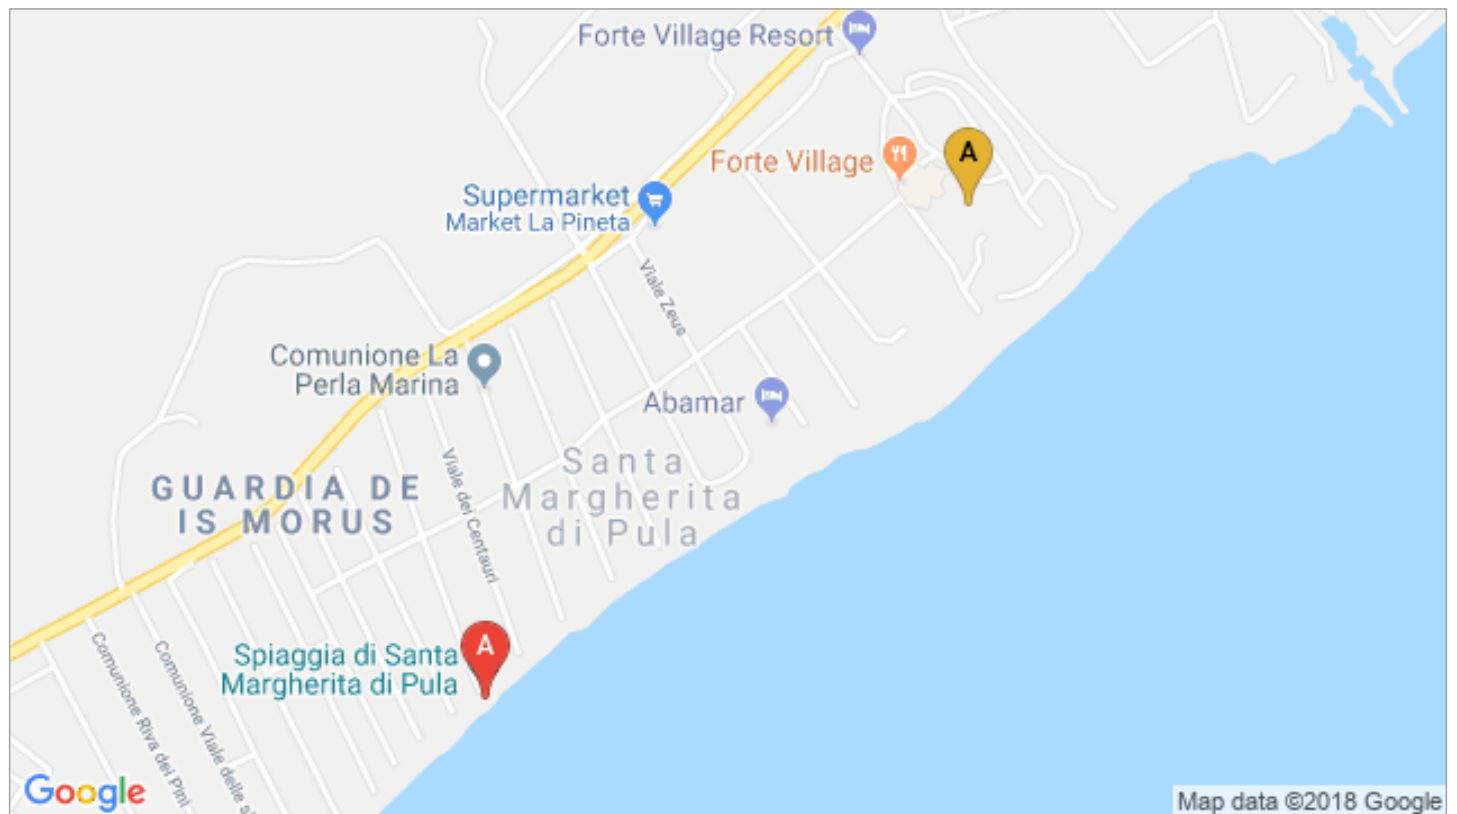 Forte Village Resort
A
Forte Village
Supermarket
Market La Pineta
Viale Zeus
Comunione La
Perla Marina
Abamar
Santa
Margherita
di Pula
GUARDIA DE
IS MORUS
Viale dei Centauri
A
Spiaggia di Santa
Margherita di Pula
Comunione Riva dei Pini
Comunione Viale delle
Google
Map data ©2018 Google